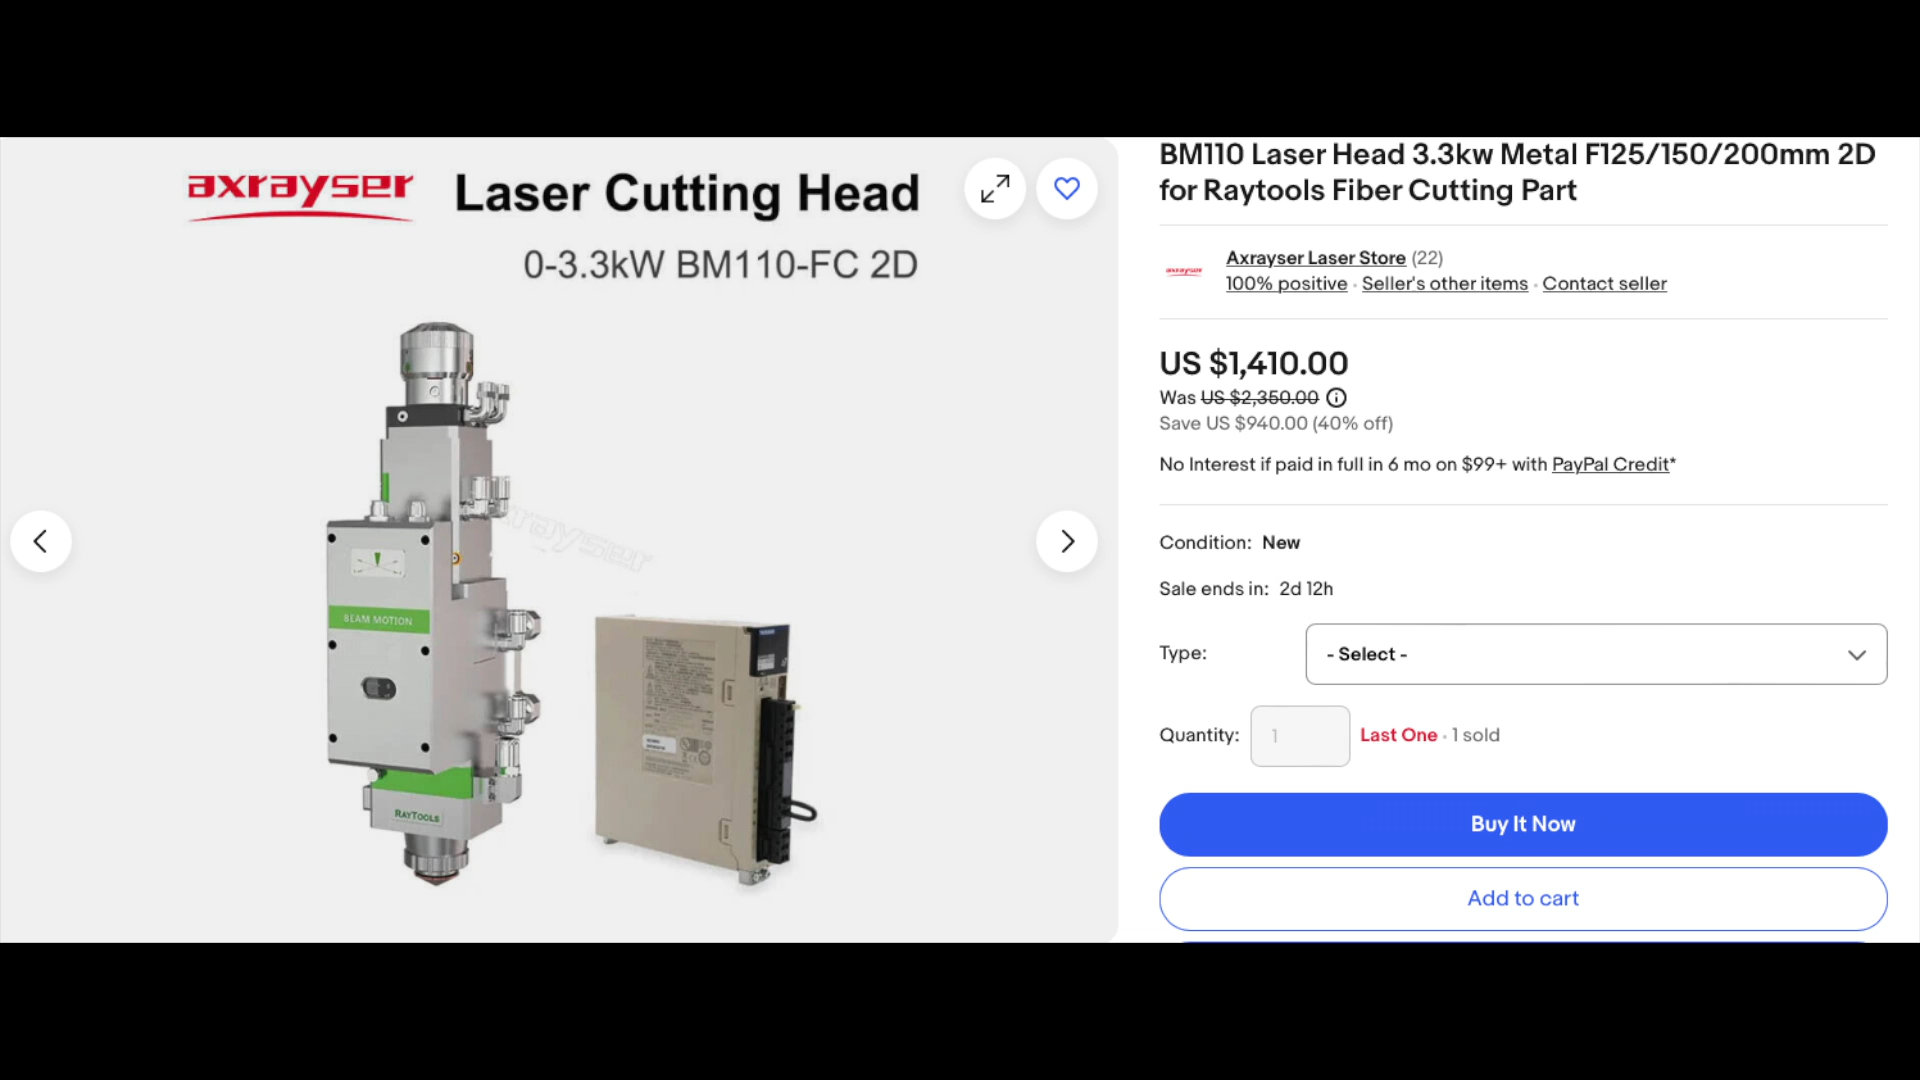 axrayser
Laser Cutting Head
0-3.3kW BM110-FC 2D
BEAM MOTION
RAYTOOLS
axrayser
BM110 Laser Head 3.3kw Metal F125/150/200mm 2D
for Raytools Fiber Cutting Part
axrayser
Axrayser Laser Store (22)
100% positive · Seller's other items · Contact seller
US $1,410.00
Was US $2,350.00
Save US $940.00 (40% off)
No Interest if paid in full in 6 mo on $99+ with PayPal Credit*
Condition: New
Sale ends in: 2d 12h
Type: - Select -
Quantity: 1 Last One · 1 sold
Buy It Now
Add to cart